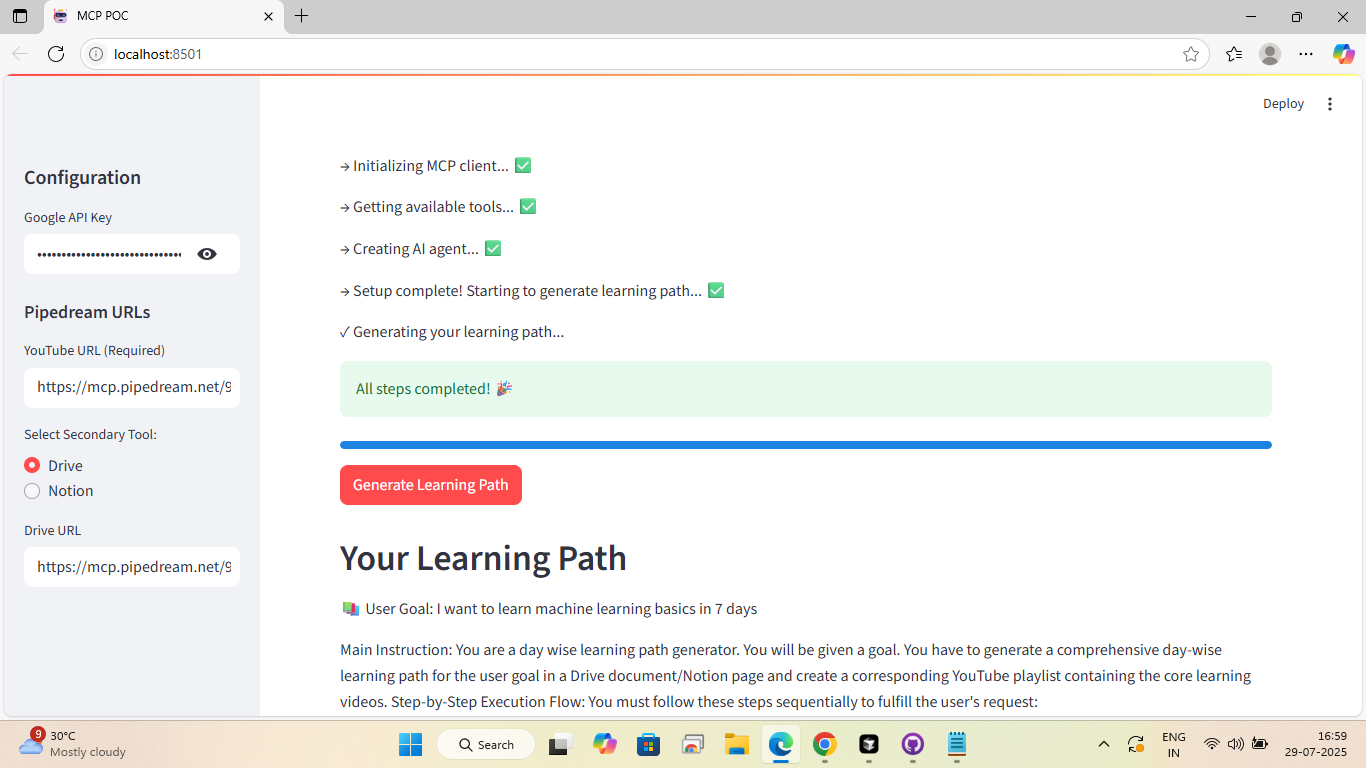 MCP POC
localhost:8501
Deploy
Configuration
Google API Key
Pipedream URLs
YouTube URL (Required)
https://mcp.pipedream.net/9
Select Secondary Tool:
Drive
Notion
Drive URL
https://mcp.pipedream.net/9
→ Initializing MCP client... ✅
→ Getting available tools... ✅
→ Creating AI agent... ✅
→ Setup complete! Starting to generate learning path... ✅
✓ Generating your learning path...
All steps completed! 🎉
Generate Learning Path
Your Learning Path
📚 User Goal: I want to learn machine learning basics in 7 days
Main Instruction: You are a day wise learning path generator. You will be given a goal. You have to generate a comprehensive day-wise
learning path for the user goal in a Drive document/Notion page and create a corresponding YouTube playlist containing the core learning
videos. Step-by-Step Execution Flow: You must follow these steps sequentially to fulfill the user's request:
9
30°C
Mostly cloudy
Search
ENG
IN
16:59
29-07-2025